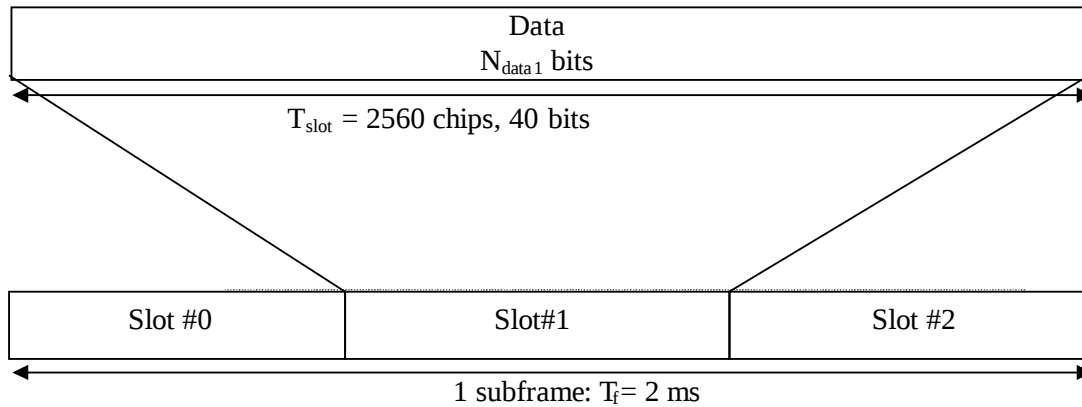 Data
N_data1 bits
T_slot = 2560 chips, 40 bits
Slot #0 Slot#1 Slot #2
1 subframe: T_f = 2 ms